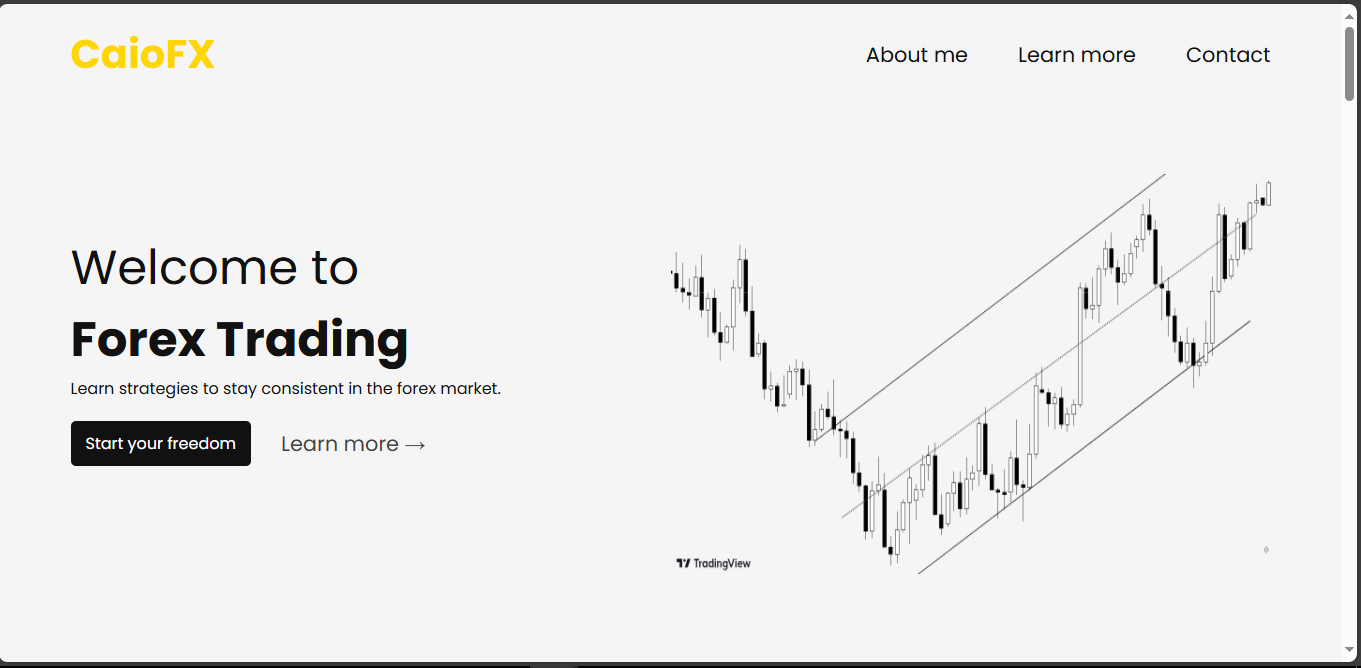 CaioFX
About me
Learn more
Contact
Welcome to
Forex Trading
Learn strategies to stay consistent in the forex market.
Start your freedom
Learn more →
TradingView